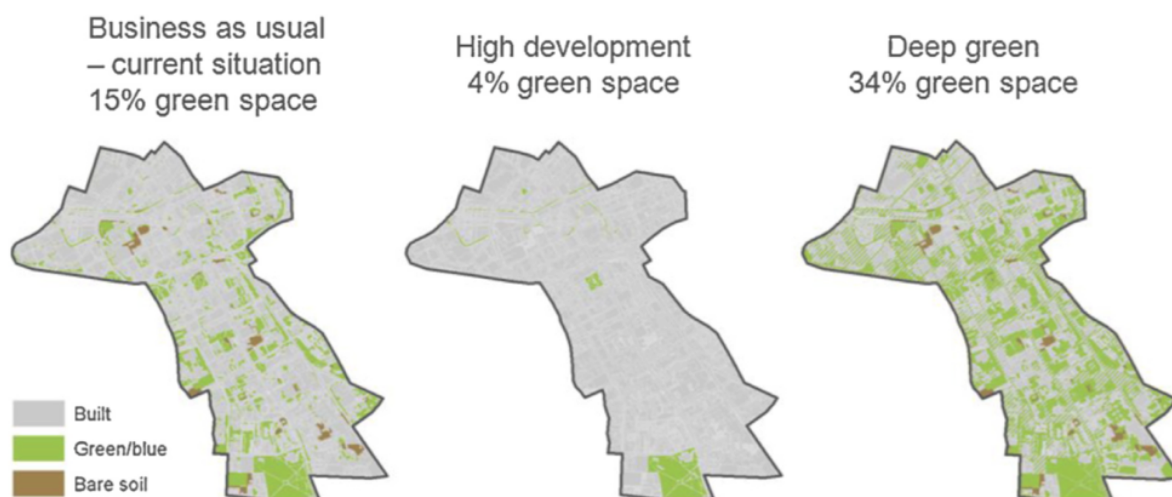 Business as usual
– current situation
15% green space
High development
4% green space
Deep green
34% green space
Built
Green/blue
Bare soil